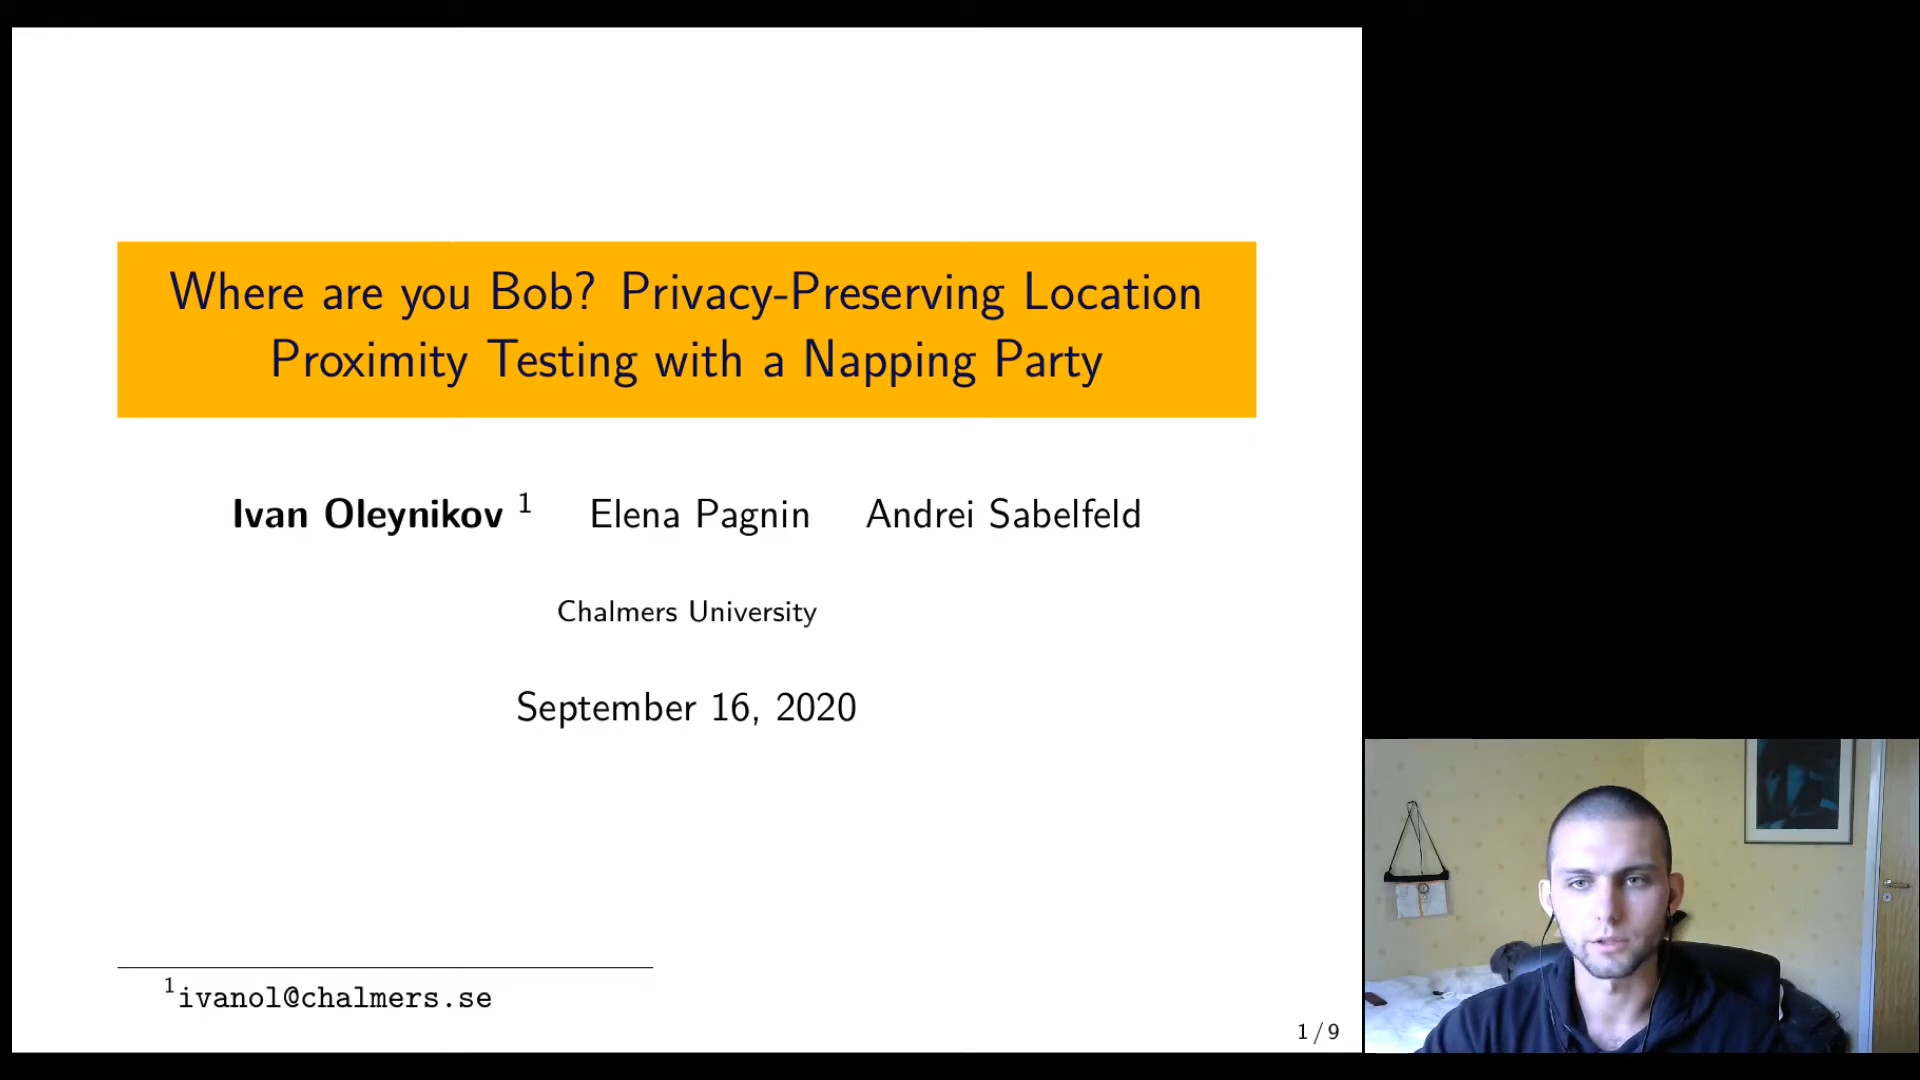 Where are you Bob? Privacy-Preserving Location
Proximity Testing with a Napping Party
Ivan Oleynikov 1 Elena Pagnin Andrei Sabelfeld
Chalmers University
September 16, 2020
1ivanol@chalmers.se
1 / 9